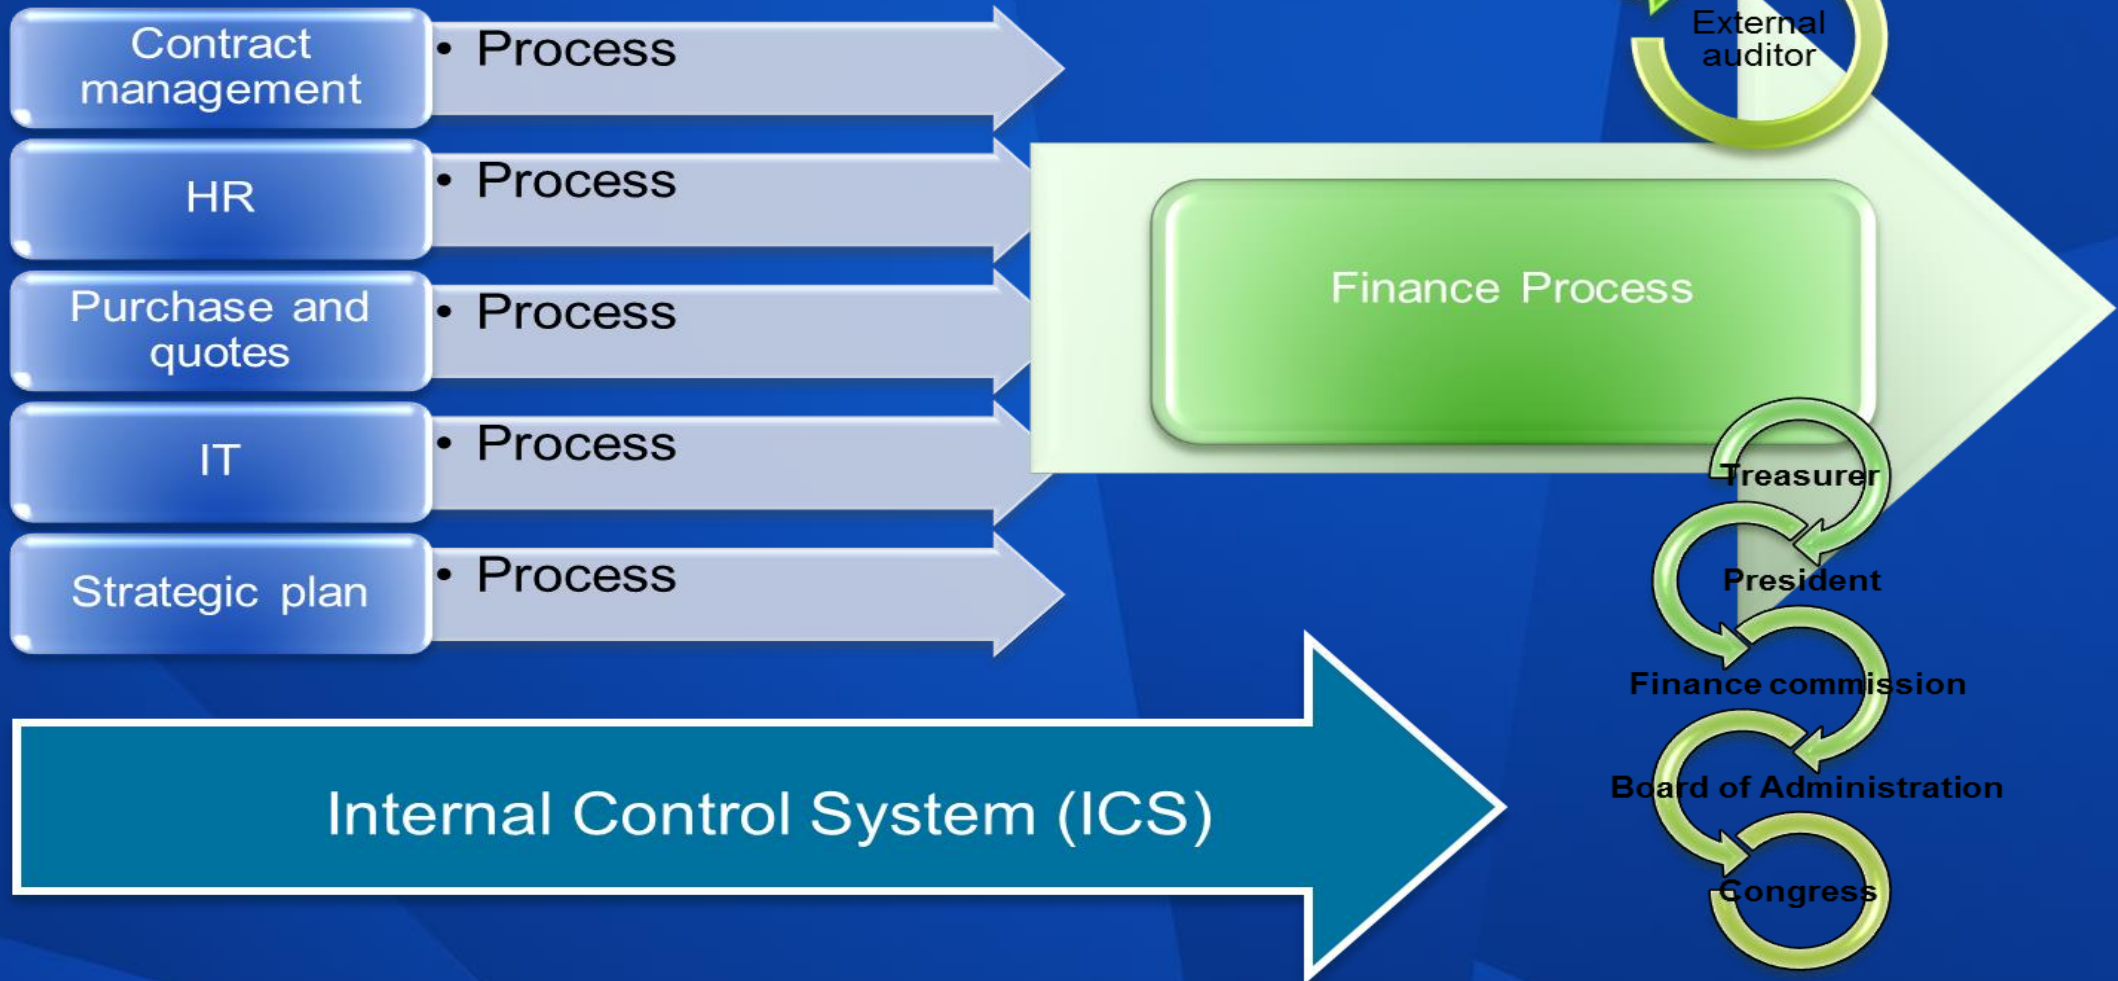 Contract
management
• Process
HR
• Process
Purchase and
quotes
• Process
IT
• Process
Strategic plan
• Process
External
auditor
Finance Process
Treasurer
President
Finance commission
Board of Administration
Congress
Internal Control System (ICS)